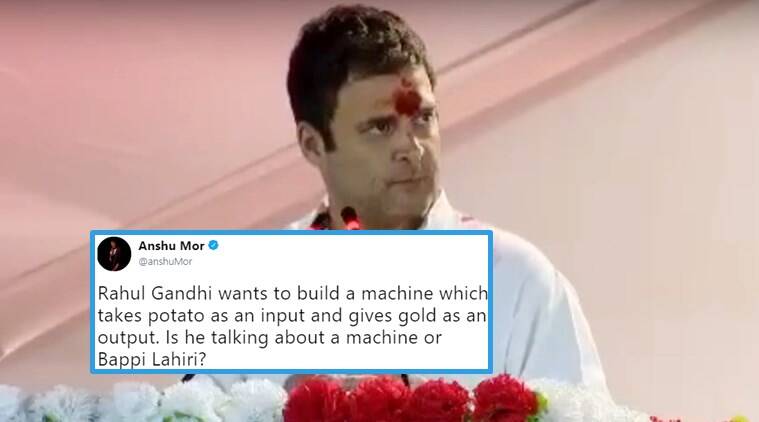 Anshu Mor
@anshuMor
Rahul Gandhi wants to build a machine which
takes potato as an input and gives gold as an
output. Is he talking about a machine or
Bappi Lahiri?